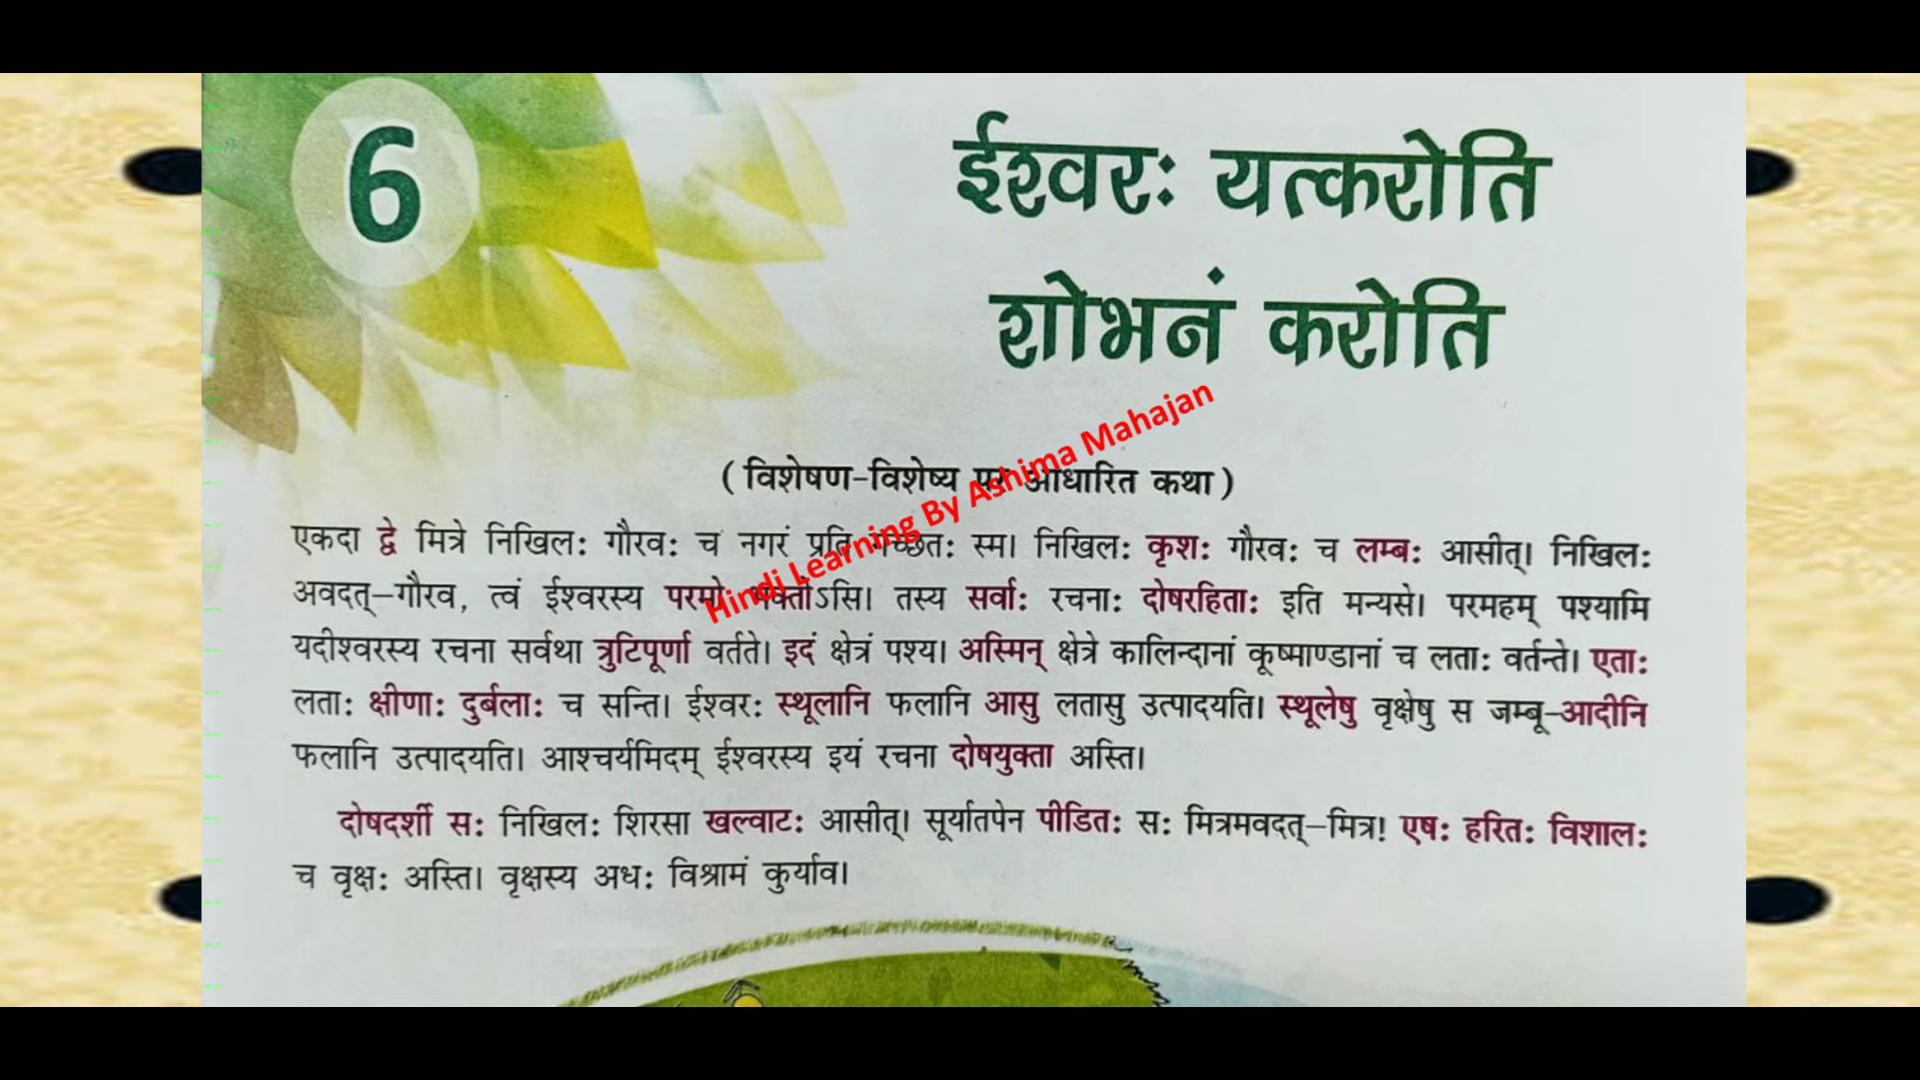 6
ईश्वरः यत्करोति
शोभनं करोति
(विशेषण-विशेष्य पर आधारित कथा)
Hindi Learning By Ashima Mahajan
एकदा द्वे मित्रे निखिलः गौरवः च नगरं प्रति गच्छतः स्म। निखिलः कृशः गौरवः च लम्बः आसीत्। निखिलः
अवदत्–गौरव, त्वं ईश्वरस्य परमो भक्तोऽसि। तस्य सर्वाः रचनाः दोषरहिताः इति मन्यसे। परमहम् पश्यामि
यदीश्वरस्य रचना सर्वथा त्रुटिपूर्णा वर्तते। इदं क्षेत्रं पश्य। अस्मिन् क्षेत्रे कालिन्दानां कूष्माण्डानां च लताः वर्तन्ते। एताः
लताः क्षीणाः दुर्बलाः च सन्ति। ईश्वरः स्थूलानि फलानि आसु लतासु उत्पादयति। स्थूलेषु वृक्षेषु स जम्बू–आदीनि
फलानि उत्पादयति। आश्चर्यमिदम् ईश्वरस्य इयं रचना दोषयुक्ता अस्ति।
दोषदर्शी सः निखिलः शिरसा खल्वाटः आसीत्। सूर्यातपेन पीडितः सः मित्रमवदत्–मित्र! एषः हरितः विशालः
च वृक्षः अस्ति। वृक्षस्य अधः विश्रामं कुर्याव।